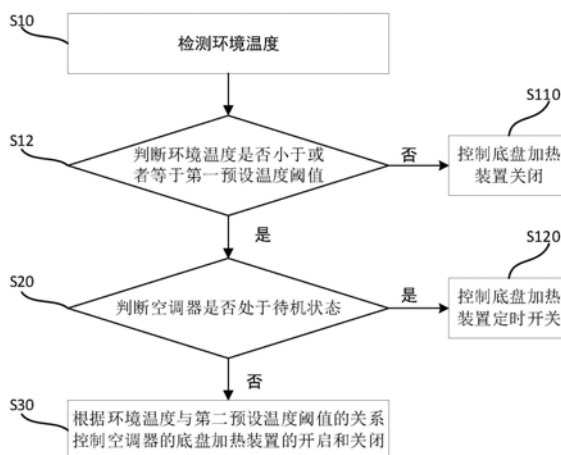 S10
检测环境温度
S110
S12
判断环境温度是否小于或
者等于第一预设温度阈值
否
控制底盘加热
装置关闭
是
S120
S20
判断空调器是否处于待机状态
是
控制底盘加热
装置定时开关
否
S30
根据环境温度与第二预设温度阈值的关系
控制空调器的底盘加热装置的开启和关闭